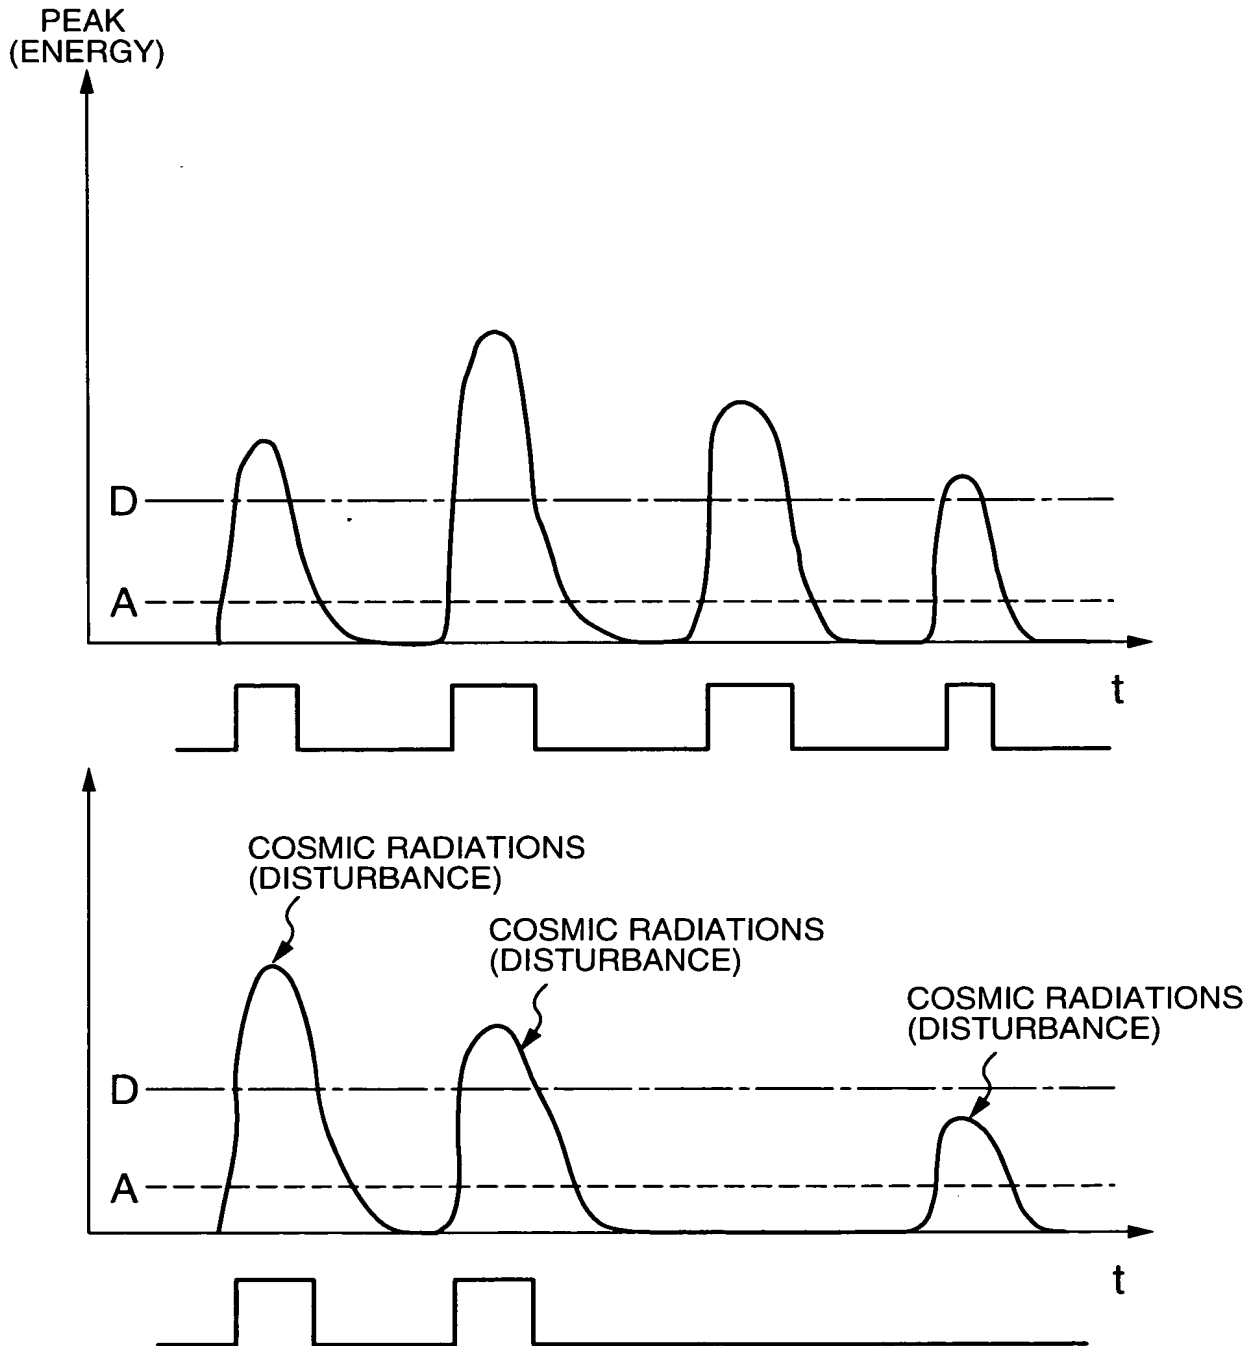 PEAK
(ENERGY)
D
A
t
COSMIC RADIATIONS
(DISTURBANCE)
COSMIC RADIATIONS
(DISTURBANCE)
COSMIC RADIATIONS
(DISTURBANCE)
D
A
t